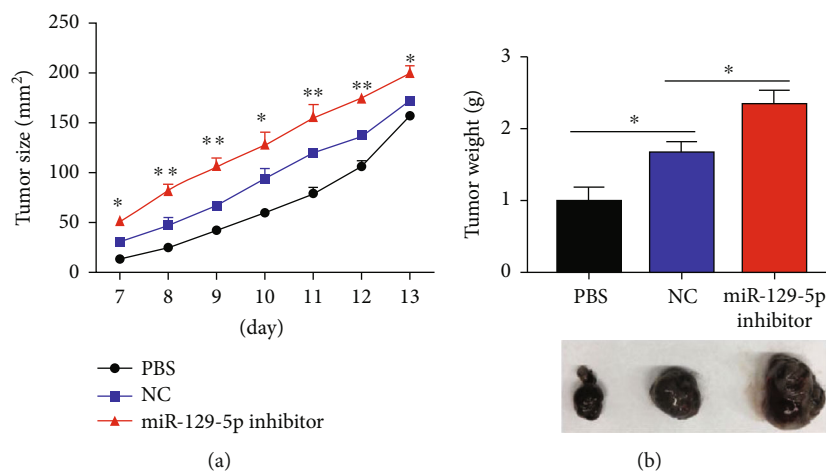 (a)
Tumor size (mm²)
250
200
150
100
50
0
*
**
**
*
**
**
*
7 8 9 10 11 12 13
(day)
PBS
NC
miR-129-5p inhibitor
(a)
b)
Tumor weight (g)
3
2
1
0
*
*
PBS NC miR-129-5p
inhibitor
(b)